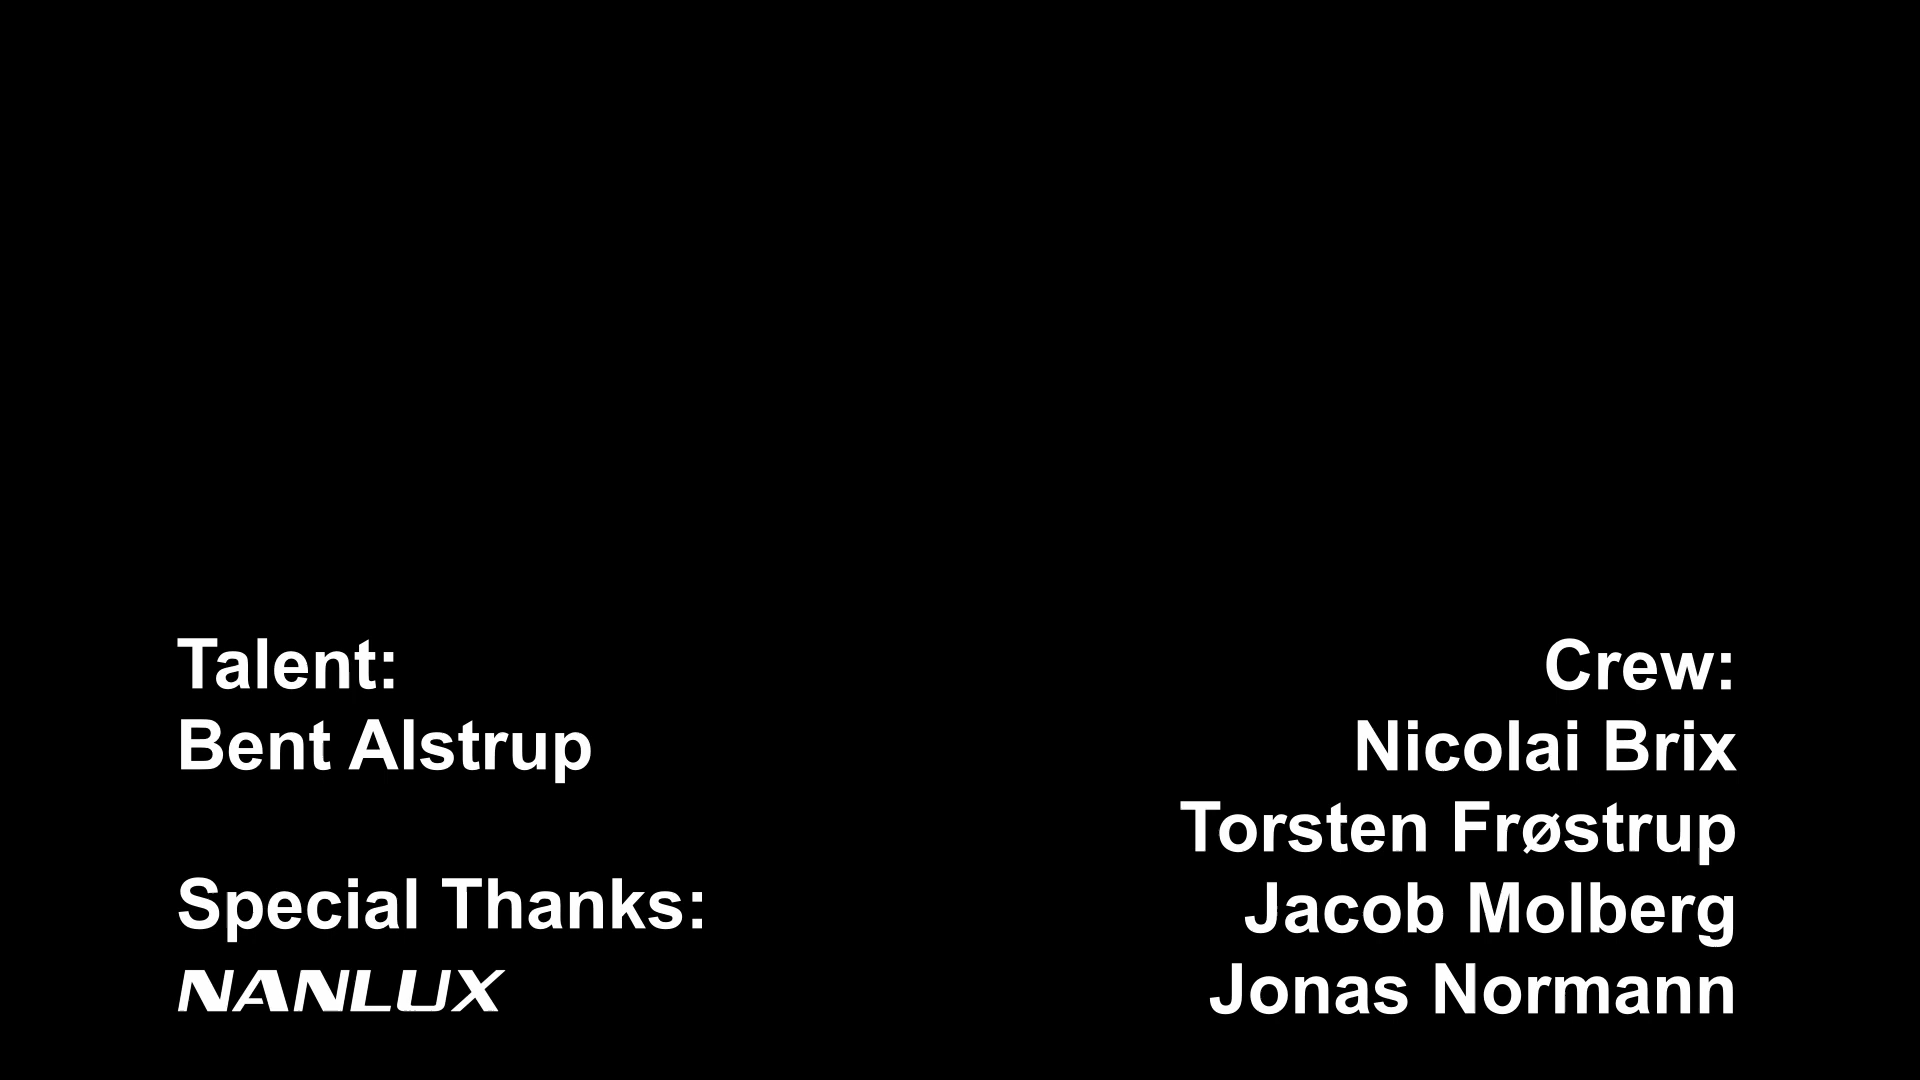 Talent:
Bent Alstrup
Special Thanks:
NANLUX
Crew:
Nicolai Brix
Torsten Frøstrup
Jacob Molberg
Jonas Normann